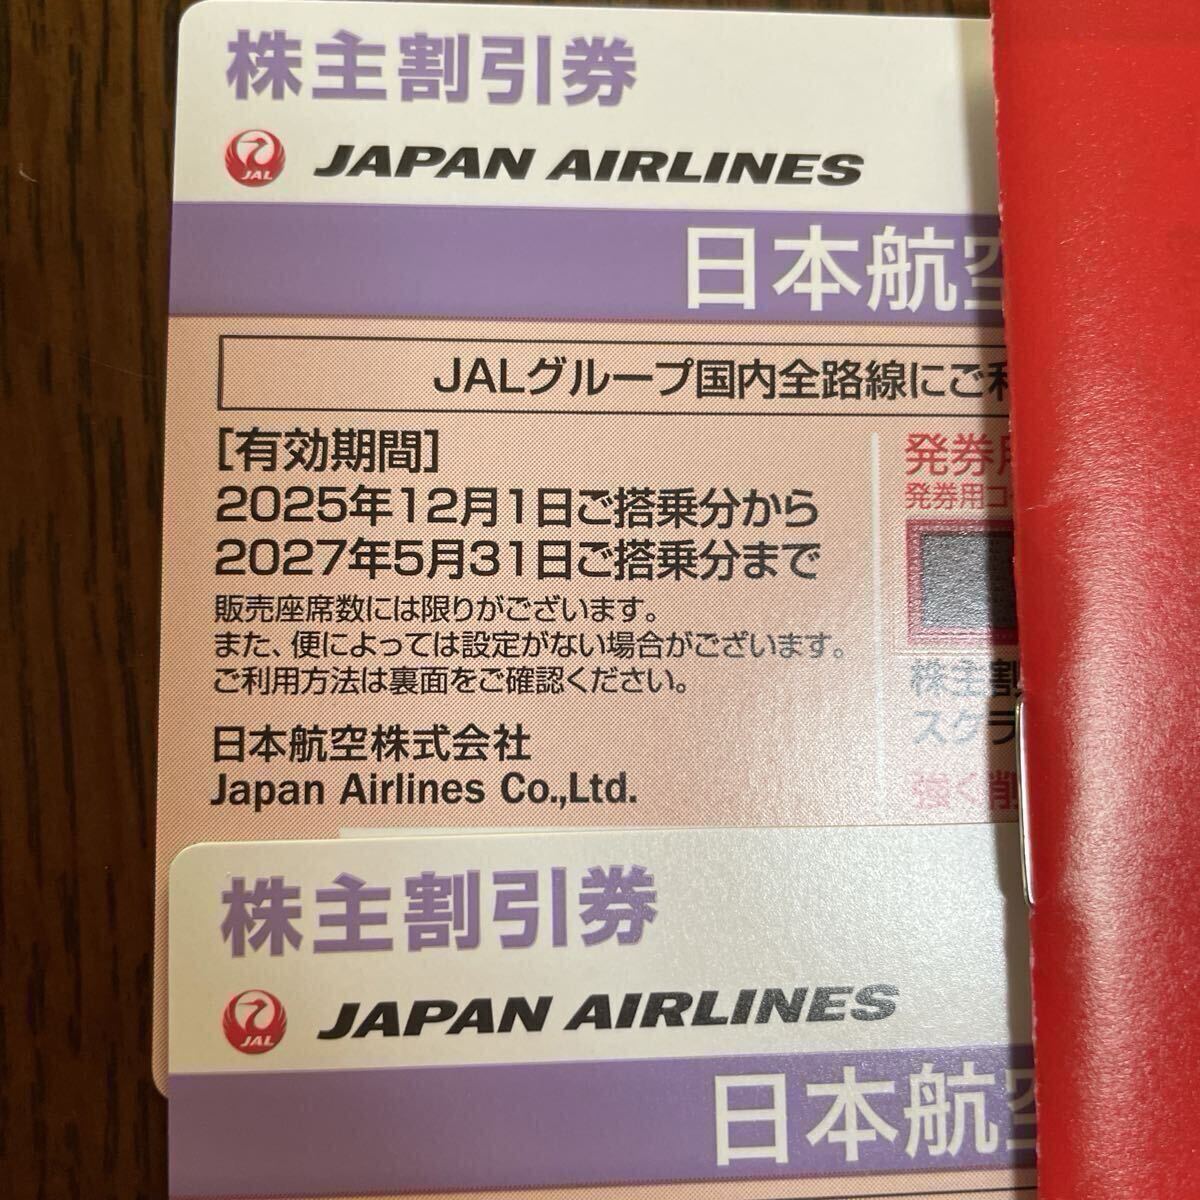 株主割引券
JAL JAPAN AIRLINES
日本航空
JALグループ国内全路線にご利
[有効期間]
2025年12月1日ご搭乗分から
2027年5月31日ご搭乗分まで
販売座席数には限りがございます。
また、便によっては設定がない場合がございます。
ご利用方法は裏面をご確認ください。
日本航空株式会社
Japan Airlines Co.,Ltd.
発券用
発券用コ
株主割
スクラ
強く削
株主割引券
JAL JAPAN AIRLINES
日本航空